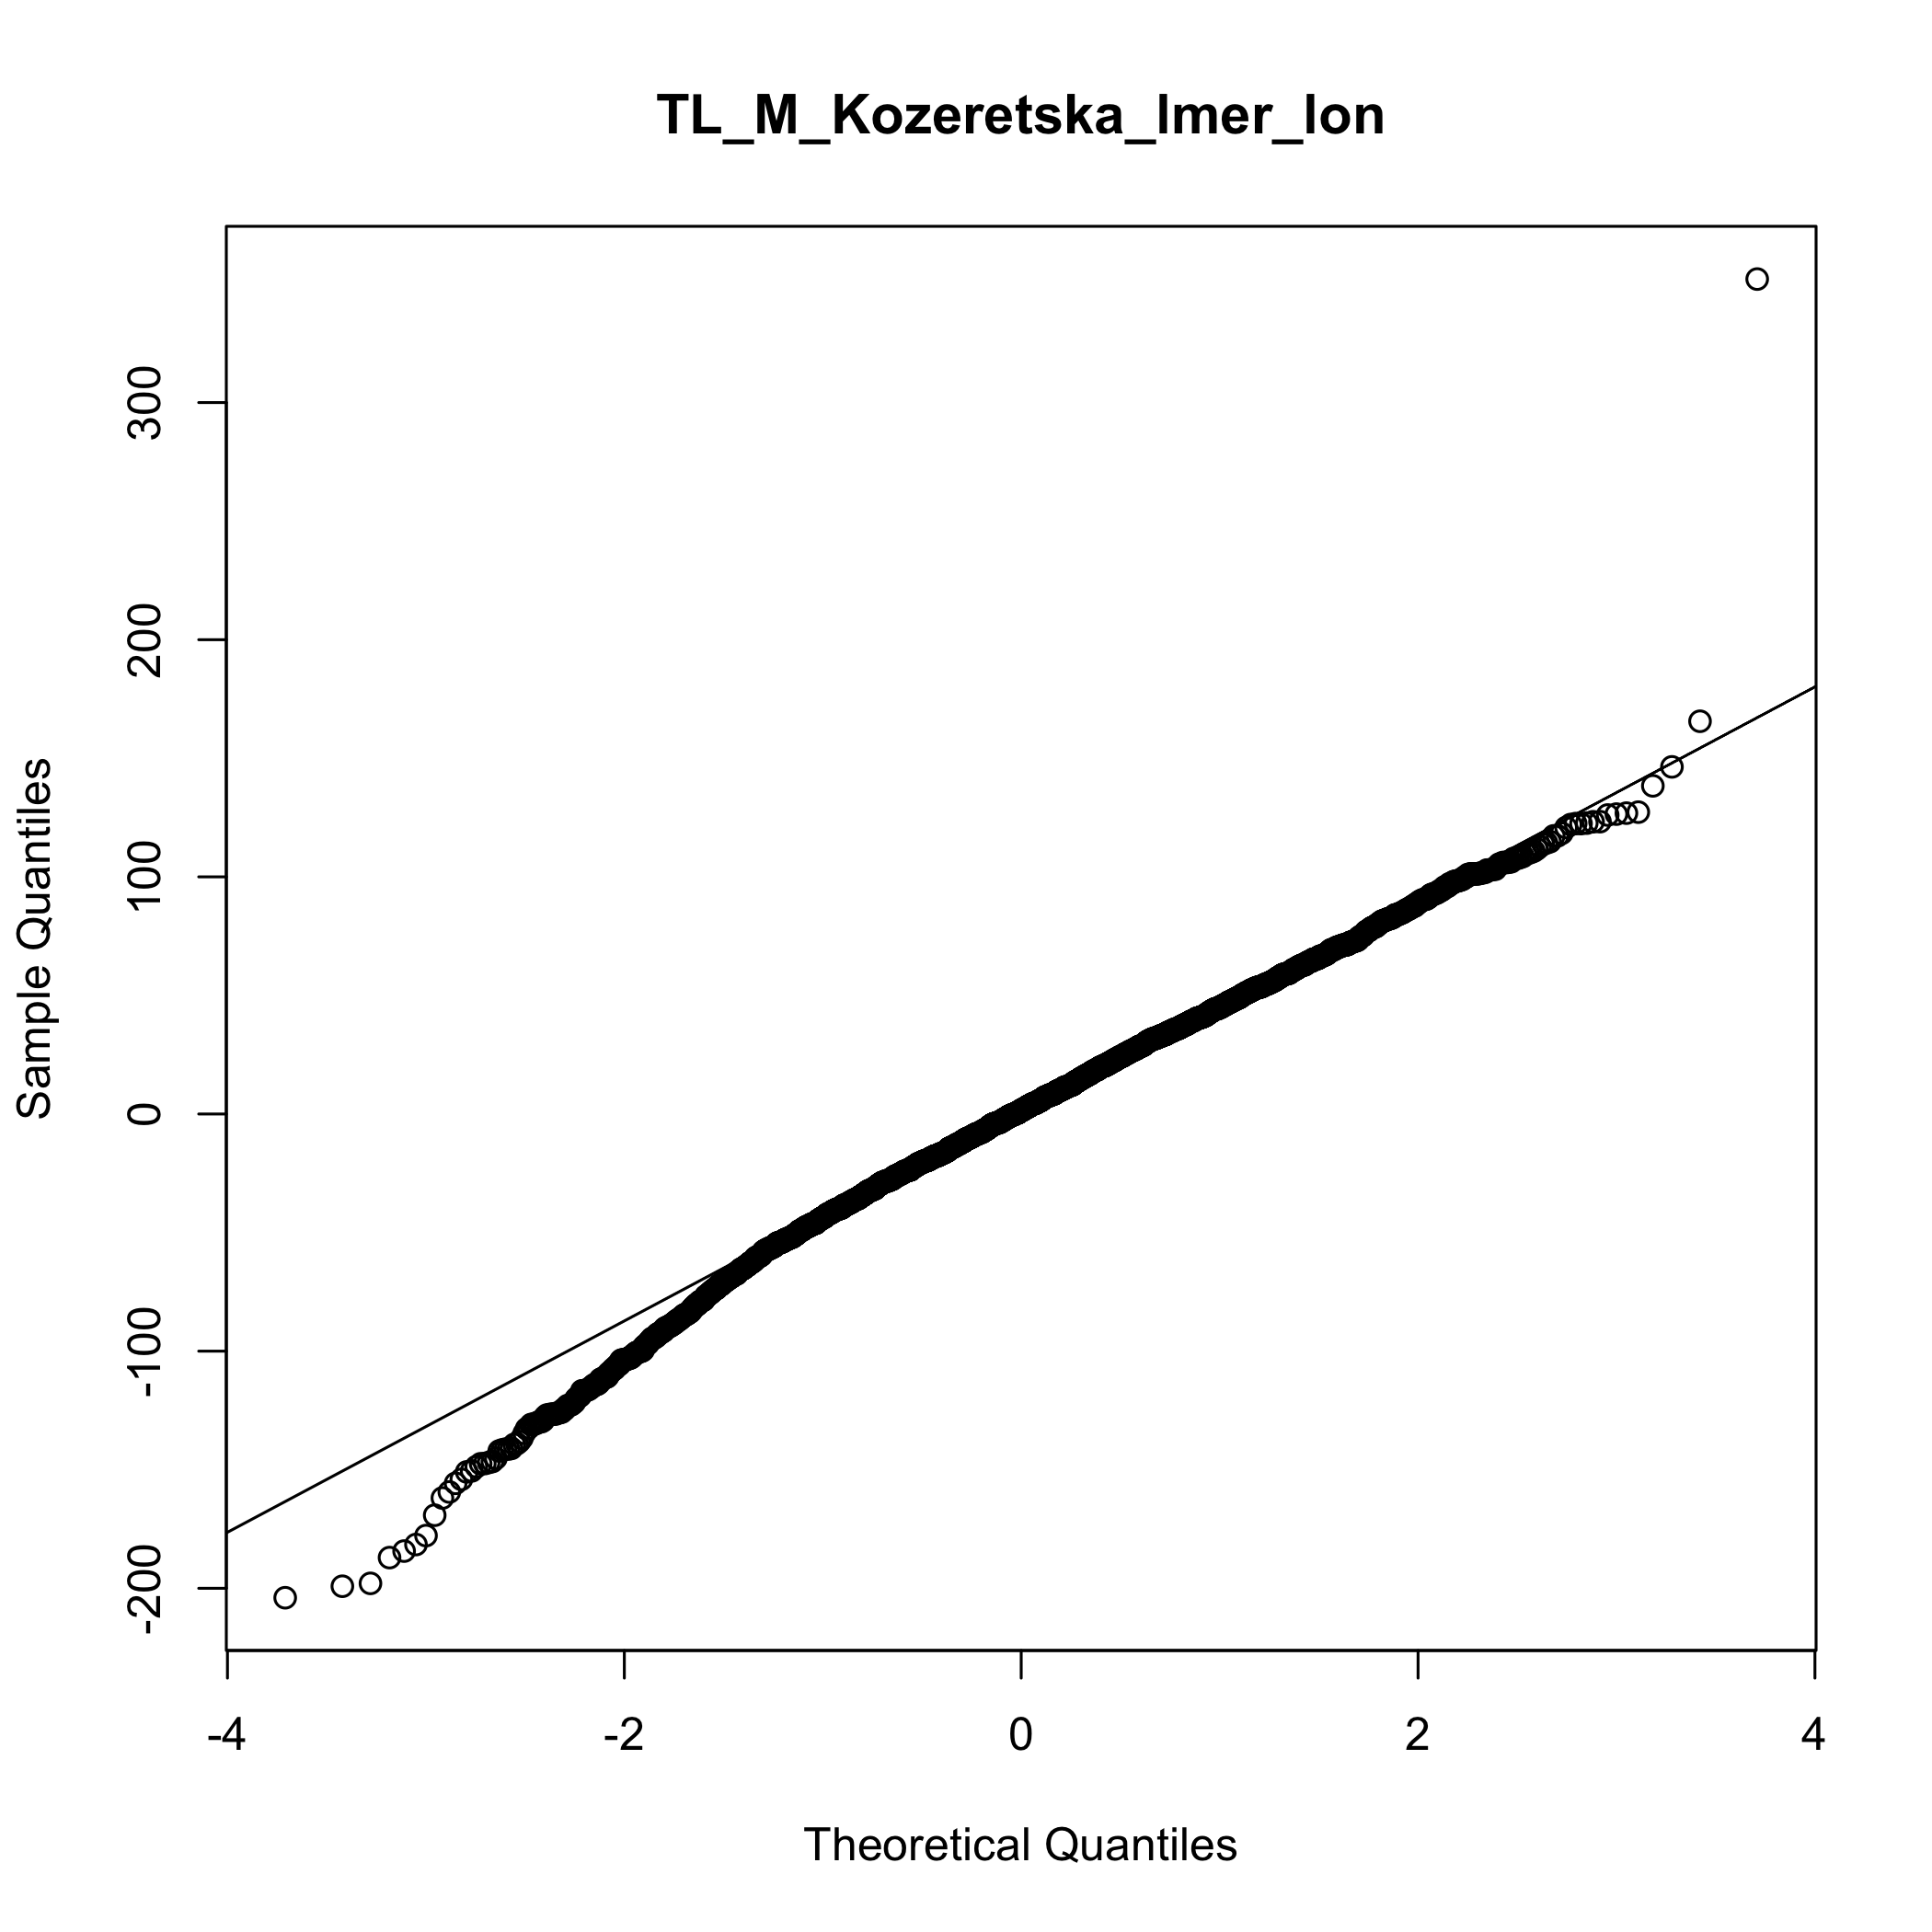 TL_M_Kozeretska_lmer_lon
300
200
100
0
-100
-200
Sample Quantiles
-4 -2 0 2 4
Theoretical Quantiles